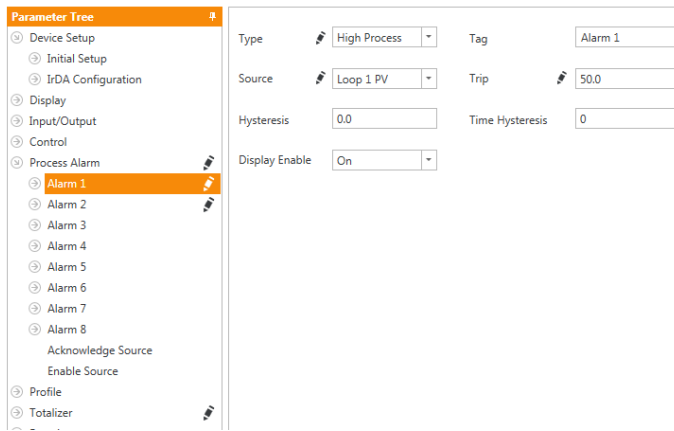 Parameter Tree
Device Setup
Initial Setup
IrDA Configuration
Display
Input/Output
Control
Process Alarm
Alarm 1
Alarm 2
Alarm 3
Alarm 4
Alarm 5
Alarm 6
Alarm 7
Alarm 8
Acknowledge Source
Enable Source
Profile
Totalizer
Type High Process Tag Alarm 1
Source Loop 1 PV Trip 50.0
Hysteresis 0.0 Time Hysteresis 0
Display Enable On